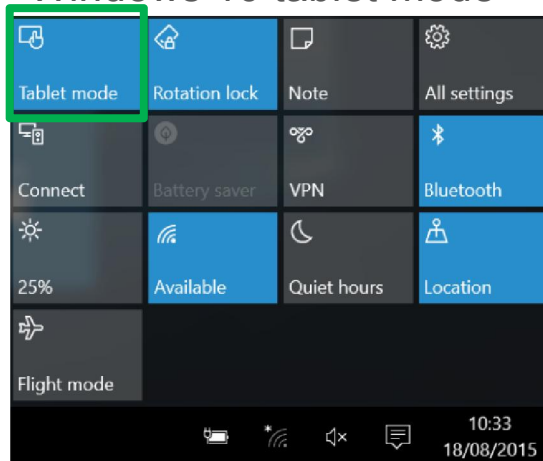 Windows 10 tablet mode
Tablet mode Rotation lock Note All settings
Connect Battery saver VPN Bluetooth
25% Available Quiet hours Location
Flight mode
10:33
18/08/2015